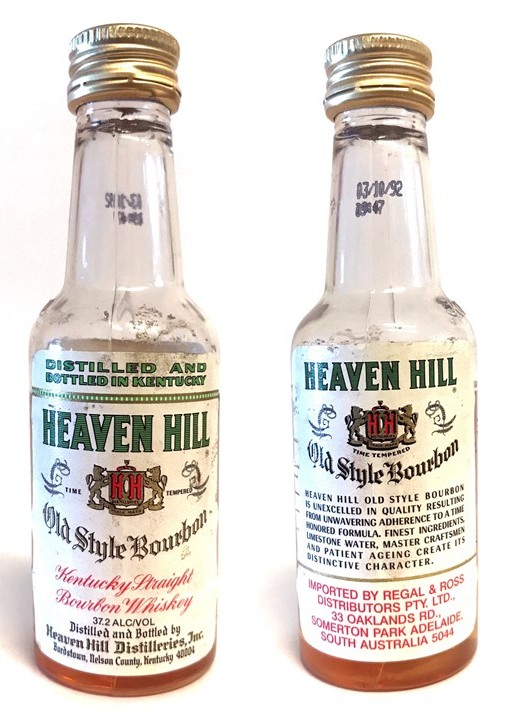 DISTILLED AND
BOTTLED IN KENTUCKY
HEAVEN HILL
TIME TEMPERED
HH
Old Style Bourbon
Kentucky Straight
Bourbon Whiskey
37.2 ALC/VOL
Distilled and Bottled by
Heaven Hill Distilleries, Inc.
Bardstown, Nelson County, Kentucky 40004
03/10/92
HEAVEN HILL
HH
TIME TEMPERED
Old Style Bourbon
HEAVEN HILL OLD STYLE BOURBON
IS UNEXCELLED IN QUALITY RESULTING
FROM UNWAVERING ADHERENCE TO A TIME
HONORED FORMULA. FINEST INGREDIENTS,
LIMESTONE WATER, MASTER CRAFTSMEN
AND PATIENT AGEING CREATE ITS
DISTINCTIVE CHARACTER.
IMPORTED BY REGAL & ROSS
DISTRIBUTORS PTY. LTD.,
33 OAKLANDS RD.,
SOMERTON PARK ADELAIDE.
SOUTH AUSTRALIA 5044